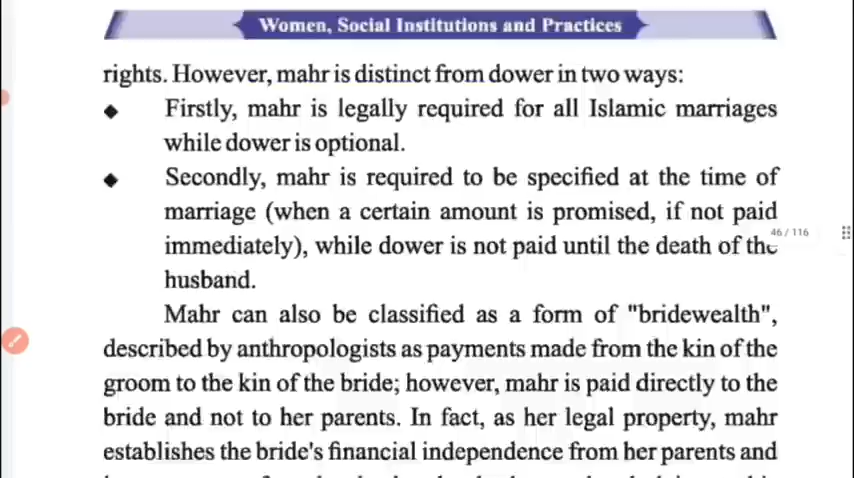 Women, Social Institutions and Practices
rights. However, mahr is distinct from dower in two ways:
◆ Firstly, mahr is legally required for all Islamic marriages
while dower is optional.
◆ Secondly, mahr is required to be specified at the time of
marriage (when a certain amount is promised, if not paid
immediately), while dower is not paid until the death of the
husband.
46 / 116
Mahr can also be classified as a form of "bridewealth",
described by anthropologists as payments made from the kin of the
groom to the kin of the bride; however, mahr is paid directly to the
bride and not to her parents. In fact, as her legal property, mahr
establishes the bride's financial independence from her parents and